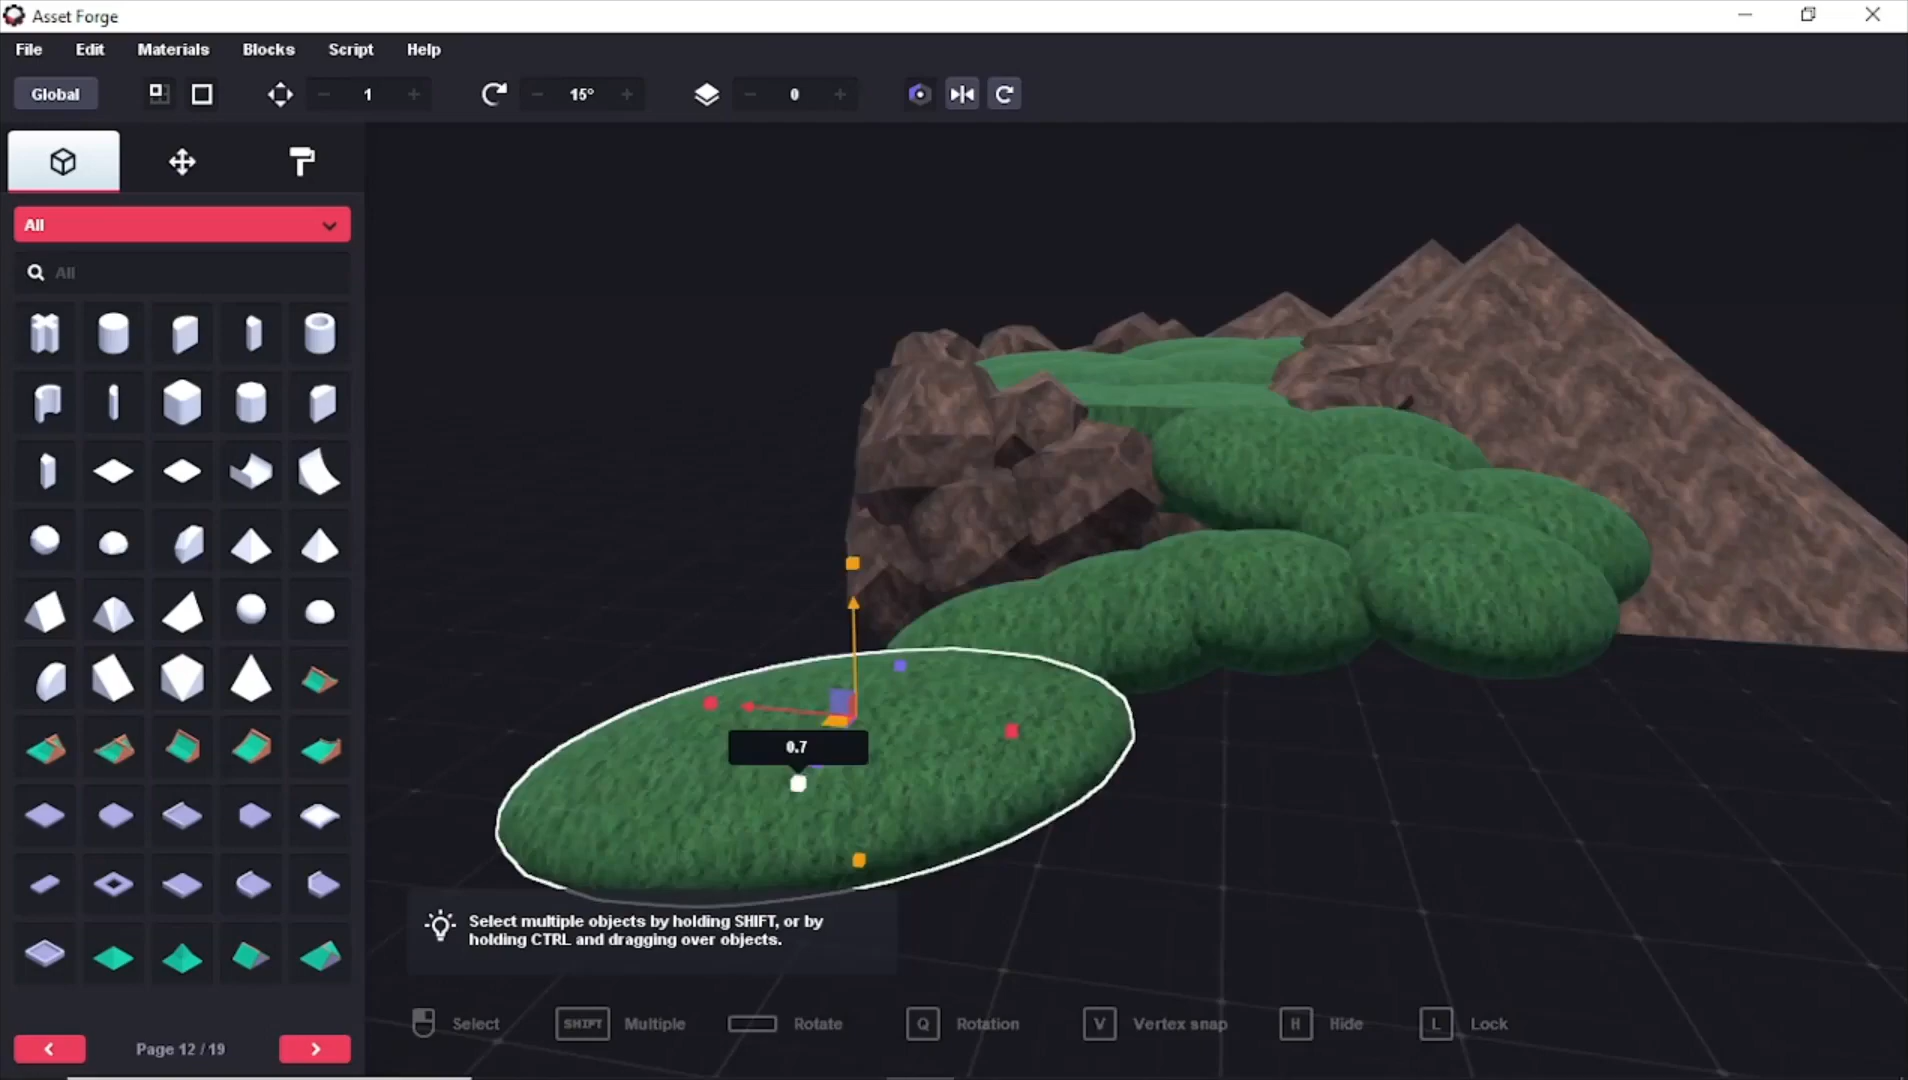 Asset Forge
File Edit Materials Blocks Script Help
Global − 1 + − 15° + − 0 +
All
All
0.7
Select multiple objects by holding SHIFT, or by
holding CTRL and dragging over objects.
Select SHIFT Multiple Rotate Q Rotation V Vertex snap H Hide L Lock
Page 12 / 19